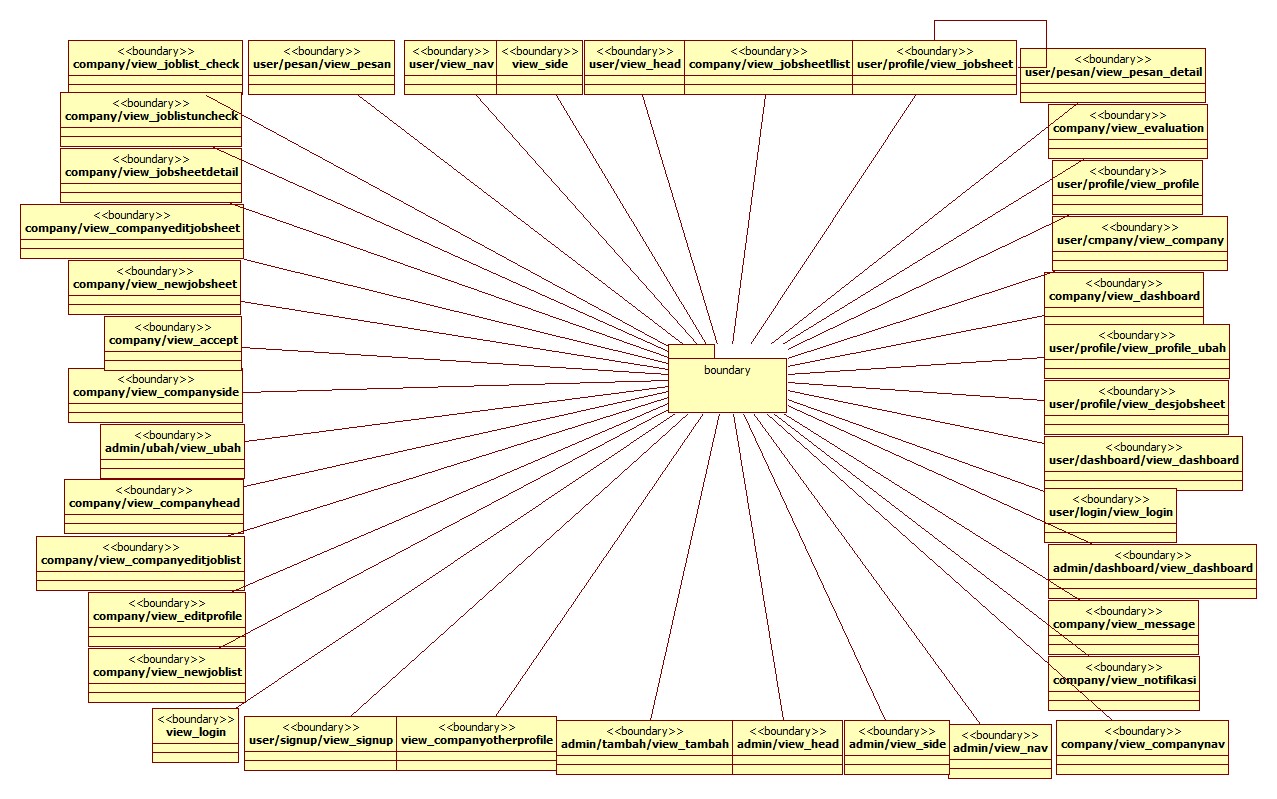 <<boundary>>
company/view_joblist_check
<<boundary>>
user/pesan/view_pesan
<<boundary>>
user/view_nav
<<boundary>>
view_side
<<boundary>>
user/view_head
<<boundary>>
company/view_jobsheetllist
<<boundary>>
user/profile/view_jobsheet
<<boundary>>
user/pesan/view_pesan_detail
<<boundary>>
company/view_joblistuncheck
<<boundary>>
company/view_evaluation
<<boundary>>
company/view_jobsheetdetail
<<boundary>>
user/profile/view_profile
<<boundary>>
company/view_companyeditjobsheet
<<boundary>>
user/cmpany/view_company
<<boundary>>
company/view_newjobsheet
<<boundary>>
company/view_dashboard
<<boundary>>
company/view_accept
<<boundary>>
user/profile/view_profile_ubah
boundary
<<boundary>>
company/view_companyside
<<boundary>>
user/profile/view_desjobsheet
<<boundary>>
admin/ubah/view_ubah
<<boundary>>
user/dashboard/view_dashboard
<<boundary>>
company/view_companyhead
<<boundary>>
user/login/view_login
<<boundary>>
company/view_companyeditjoblist
<<boundary>>
admin/dashboard/view_dashboard
<<boundary>>
company/view_editprofile
<<boundary>>
company/view_message
<<boundary>>
company/view_newjoblist
<<boundary>>
company/view_notifikasi
<<boundary>>
view_login
<<boundary>>
user/signup/view_signup
<<boundary>>
view_companyotherprofile
<<boundary>>
admin/tambah/view_tambah
<<boundary>>
admin/view_head
<<boundary>>
admin/view_side
<<boundary>>
admin/view_nav
<<boundary>>
company/view_companynav